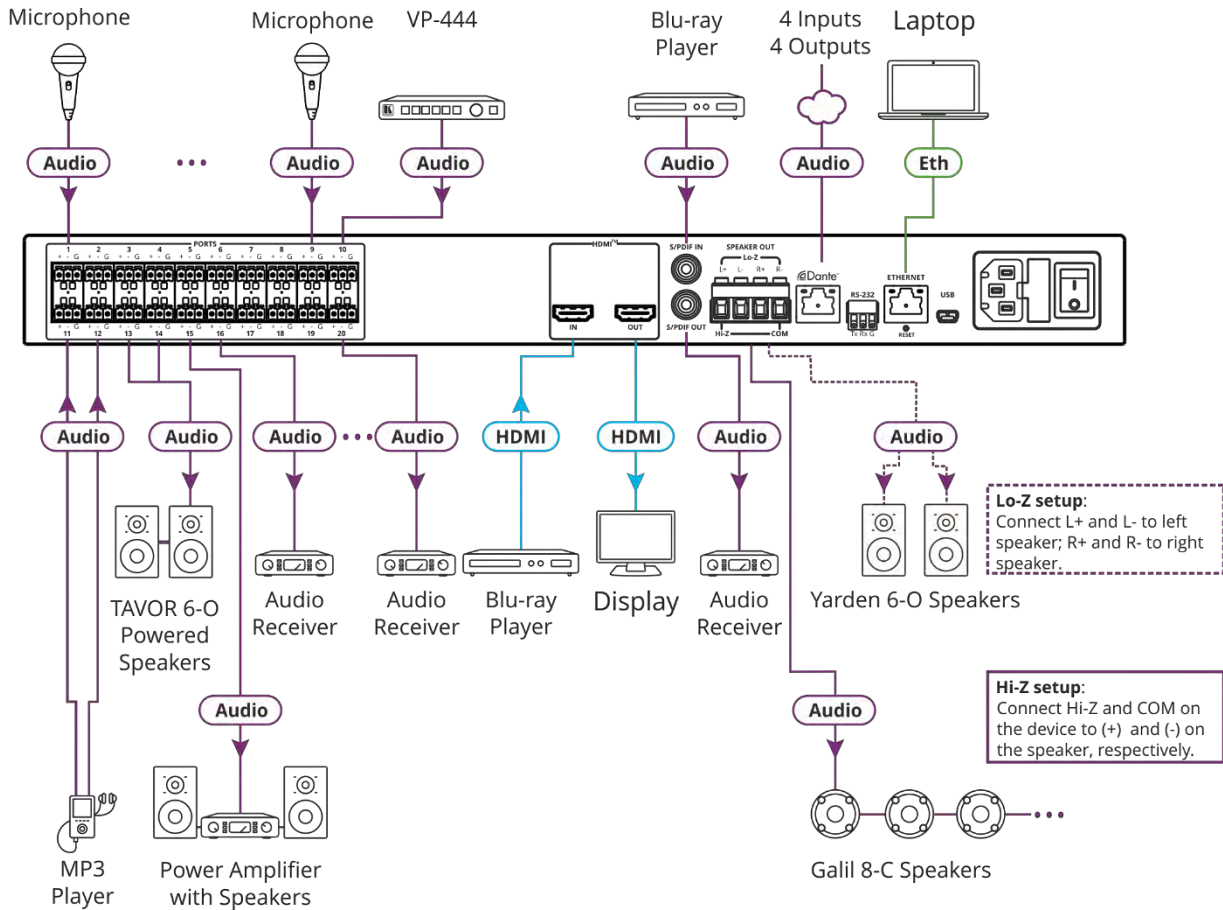 Microphone
Microphone
VP-444
Blu-ray
Player
4 Inputs
4 Outputs
Laptop
Audio
Audio
Audio
Audio
Audio
Eth
PORTS
1 2 3 4 5 6 7 8 9 10
+ - G + - G + - G + - G + - G + - G + - G + - G + - G
+ - G + - G + - G + - G + - G + - G + - G + - G + - G
11 12 13 14 15 16 17 18 19 20
HDMI™
IN
OUT
S/PDIF IN
S/PDIF OUT
SPEAKER OUT
Lo-Z
L+ L- R+ R-
Hi-Z
COM
Dante®
RS-232
Tx Rx G
ETHERNET
RESET
USB
Audio
Audio
Audio
Audio
HDMI
HDMI
Audio
Audio
TAVOR 6-O
Powered
Speakers
Audio
Receiver
Audio
Receiver
Blu-ray
Player
Display
Audio
Receiver
Yarden 6-O Speakers
Lo-Z setup:
Connect L+ and L- to left
speaker; R+ and R- to right
speaker.
Audio
Audio
Hi-Z setup:
Connect Hi-Z and COM on
the device to (+) and (-) on
the speaker, respectively.
MP3
Player
Power Amplifier
with Speakers
Galil 8-C Speakers